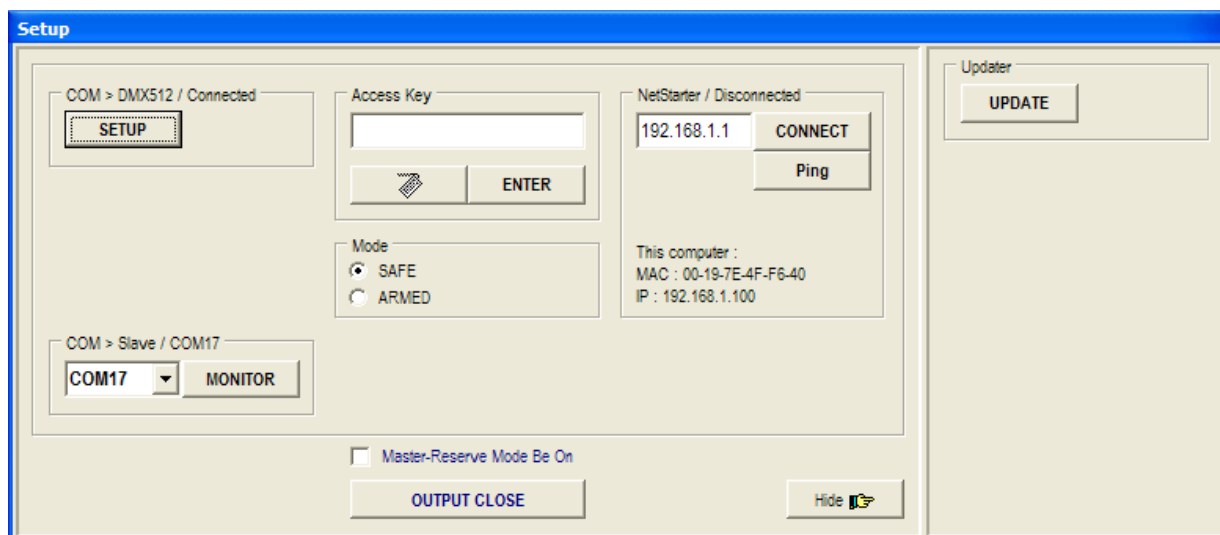 Setup
COM > DMX512 / Connected
SETUP
Access Key
ENTER
NetStarter / Disconnected
192.168.1.1
CONNECT
Ping
Updater
UPDATE
Mode
SAFE
ARMED
This computer :
MAC : 00-19-7E-4F-F6-40
IP : 192.168.1.100
COM > Slave / COM17
COM17
MONITOR
Master-Reserve Mode Be On
OUTPUT CLOSE
Hide